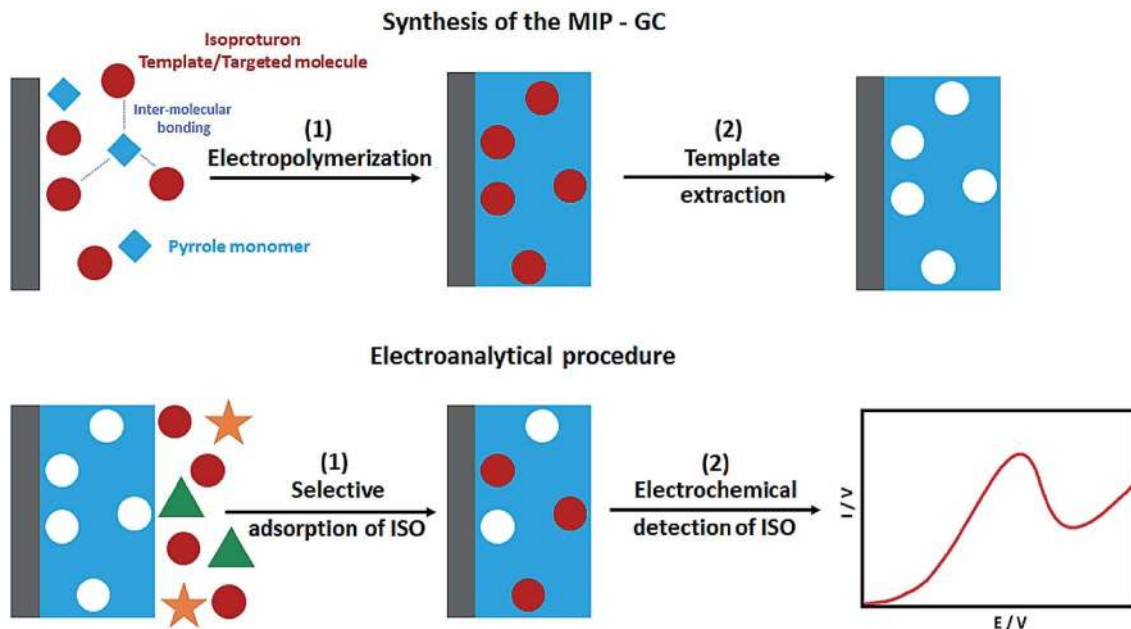 Synthesis of the MIP - GC
Isoproturon
Template/Targeted molecule
Inter-molecular
bonding
Pyrrole monomer
(1)
Electropolymerization
(2)
Template
extraction
Electroanalytical procedure
(1)
Selective
adsorption of ISO
(2)
Electrochemical
detection of ISO
I / V
E / V